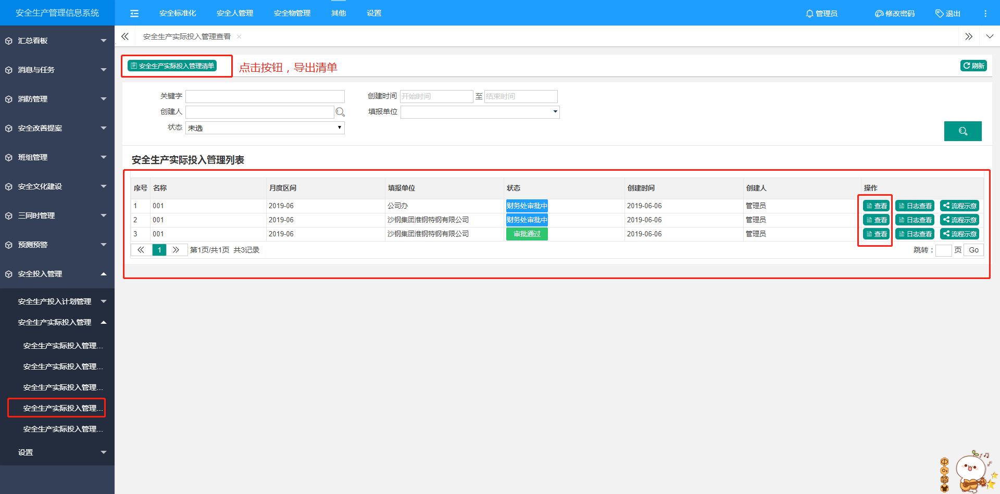 安全生产管理信息系统
安全标准化 安全人管理 安全物管理 其他 设置 管理员 修改密码 退出
安全生产实际投入管理查看 ×
汇总看板
消息与任务
消防管理
安全改善提案
班组管理
安全文化建设
三同时管理
预测预警
安全投入管理
安全生产投入计划管理
安全生产实际投入管理
安全生产实际投入管理...
安全生产实际投入管理...
安全生产实际投入管理...
安全生产实际投入管理...
安全生产实际投入管理...
设置
安全生产实际投入管理清单 点击按钮，导出清单 刷新
关键字 创建时间 开始时间 至 结束时间
创建人 填报单位
状态 未选
安全生产实际投入管理列表
序号 名称 月度区间 填报单位 状态 创建时间 创建人 操作
1 001 2019-06 公司办 财务处审批中 2019-06-06 管理员 查看 日志查看 流程示意
2 001 2019-06 沙钢集团淮钢特钢有限公司 财务处审批中 2019-06-06 管理员 查看 日志查看 流程示意
3 001 2019-06 沙钢集团淮钢特钢有限公司 审批通过 2019-06-06 管理员 查看 日志查看 流程示意
1 第1页/共1页 共3记录 跳转： 页 Go
中
简